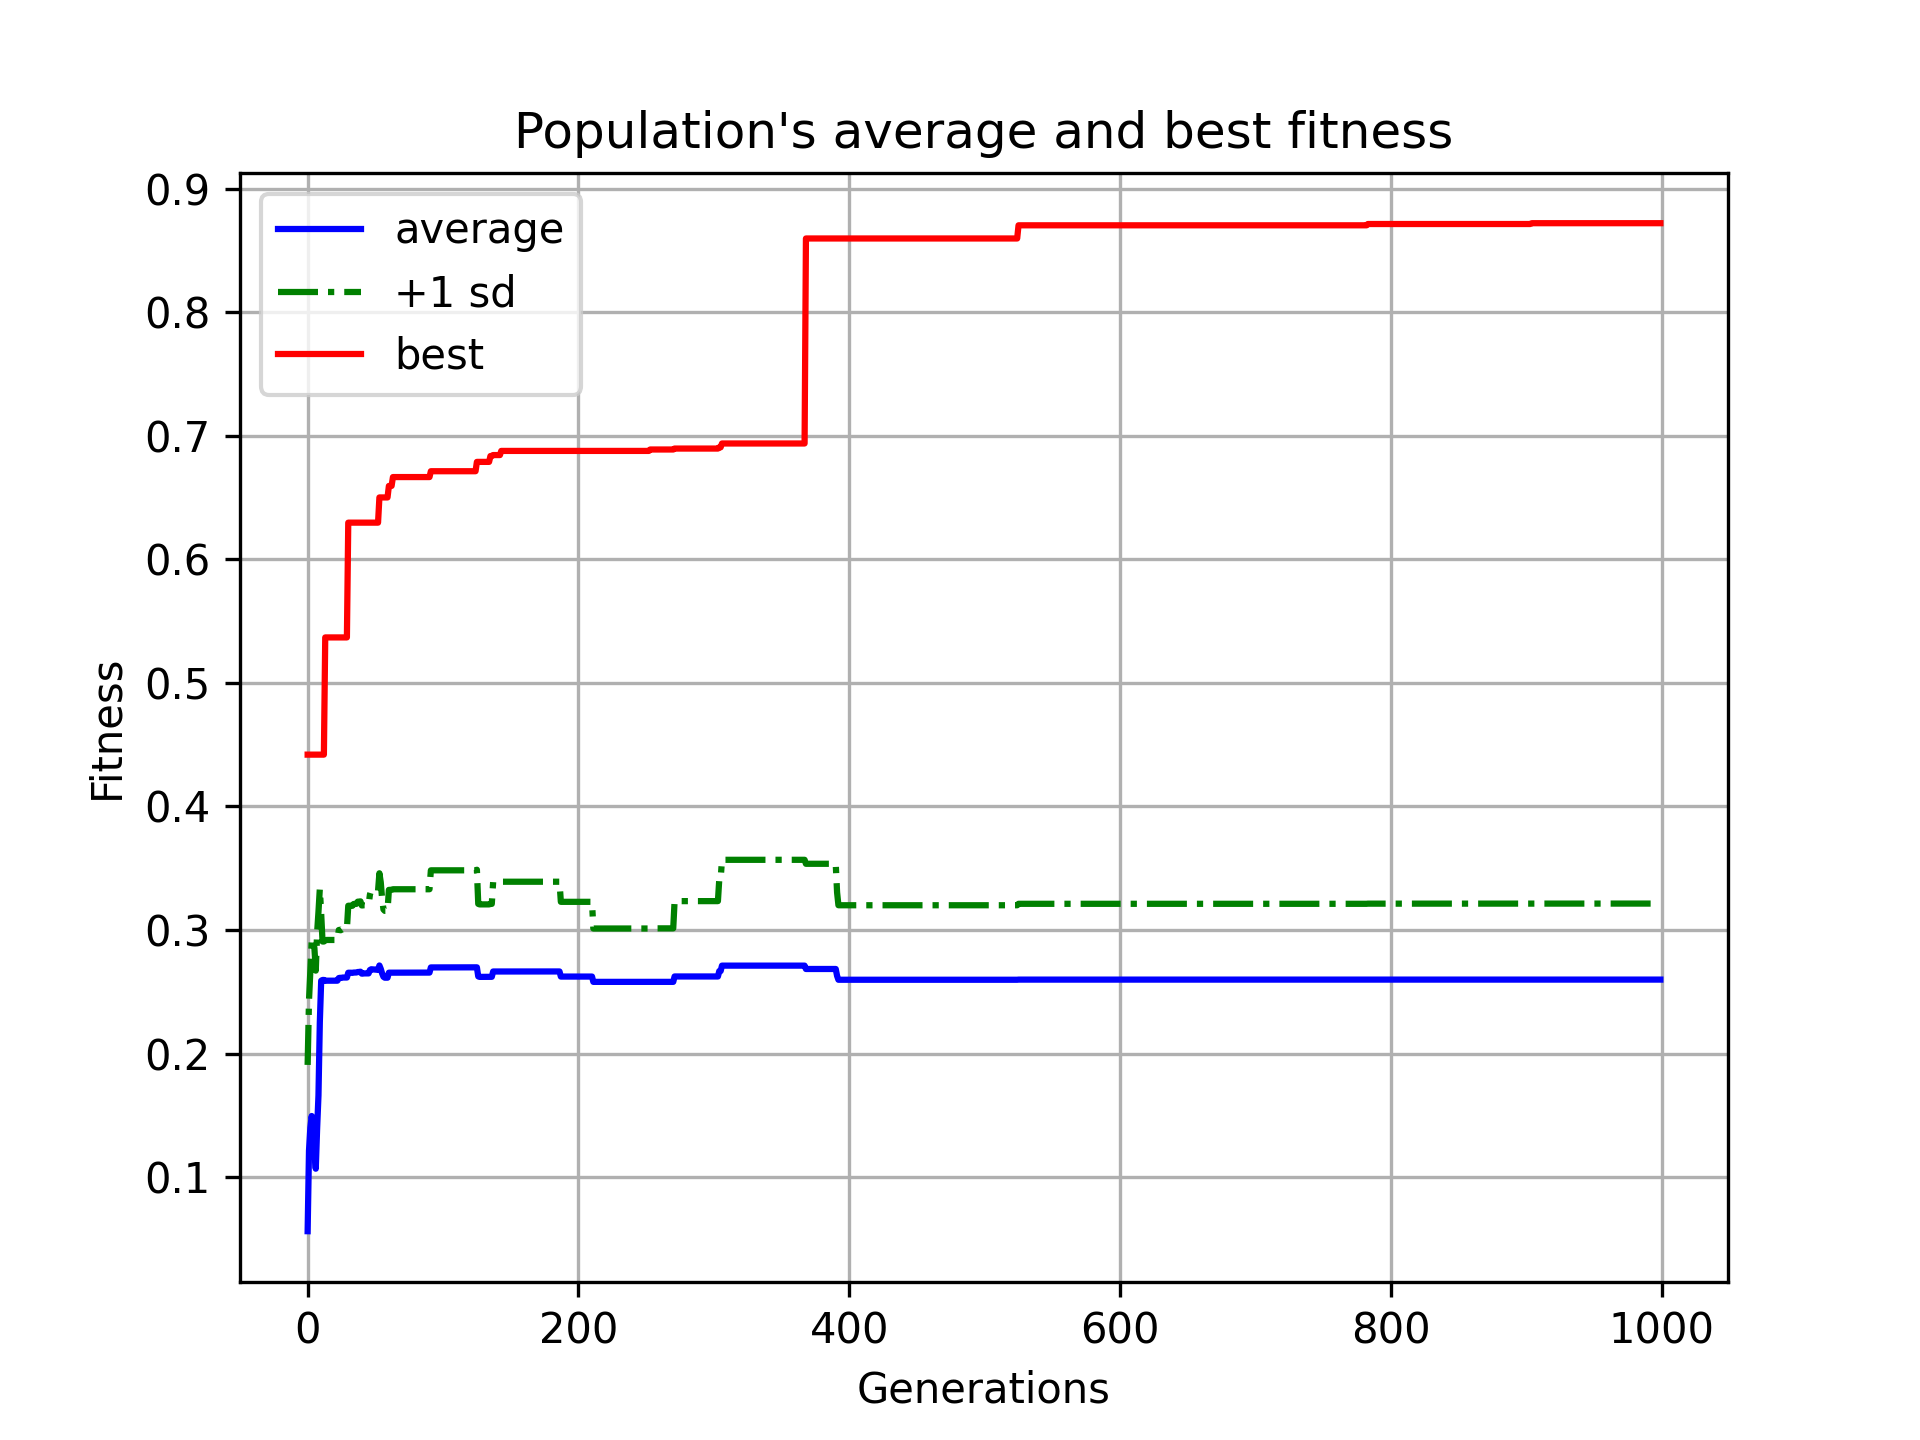 Population's average and best fitness
average
+1 sd
best
0.9
0.8
0.7
0.6
0.5
0.4
0.3
0.2
0.1
Fitness
0 200 400 600 800 1000
Generations